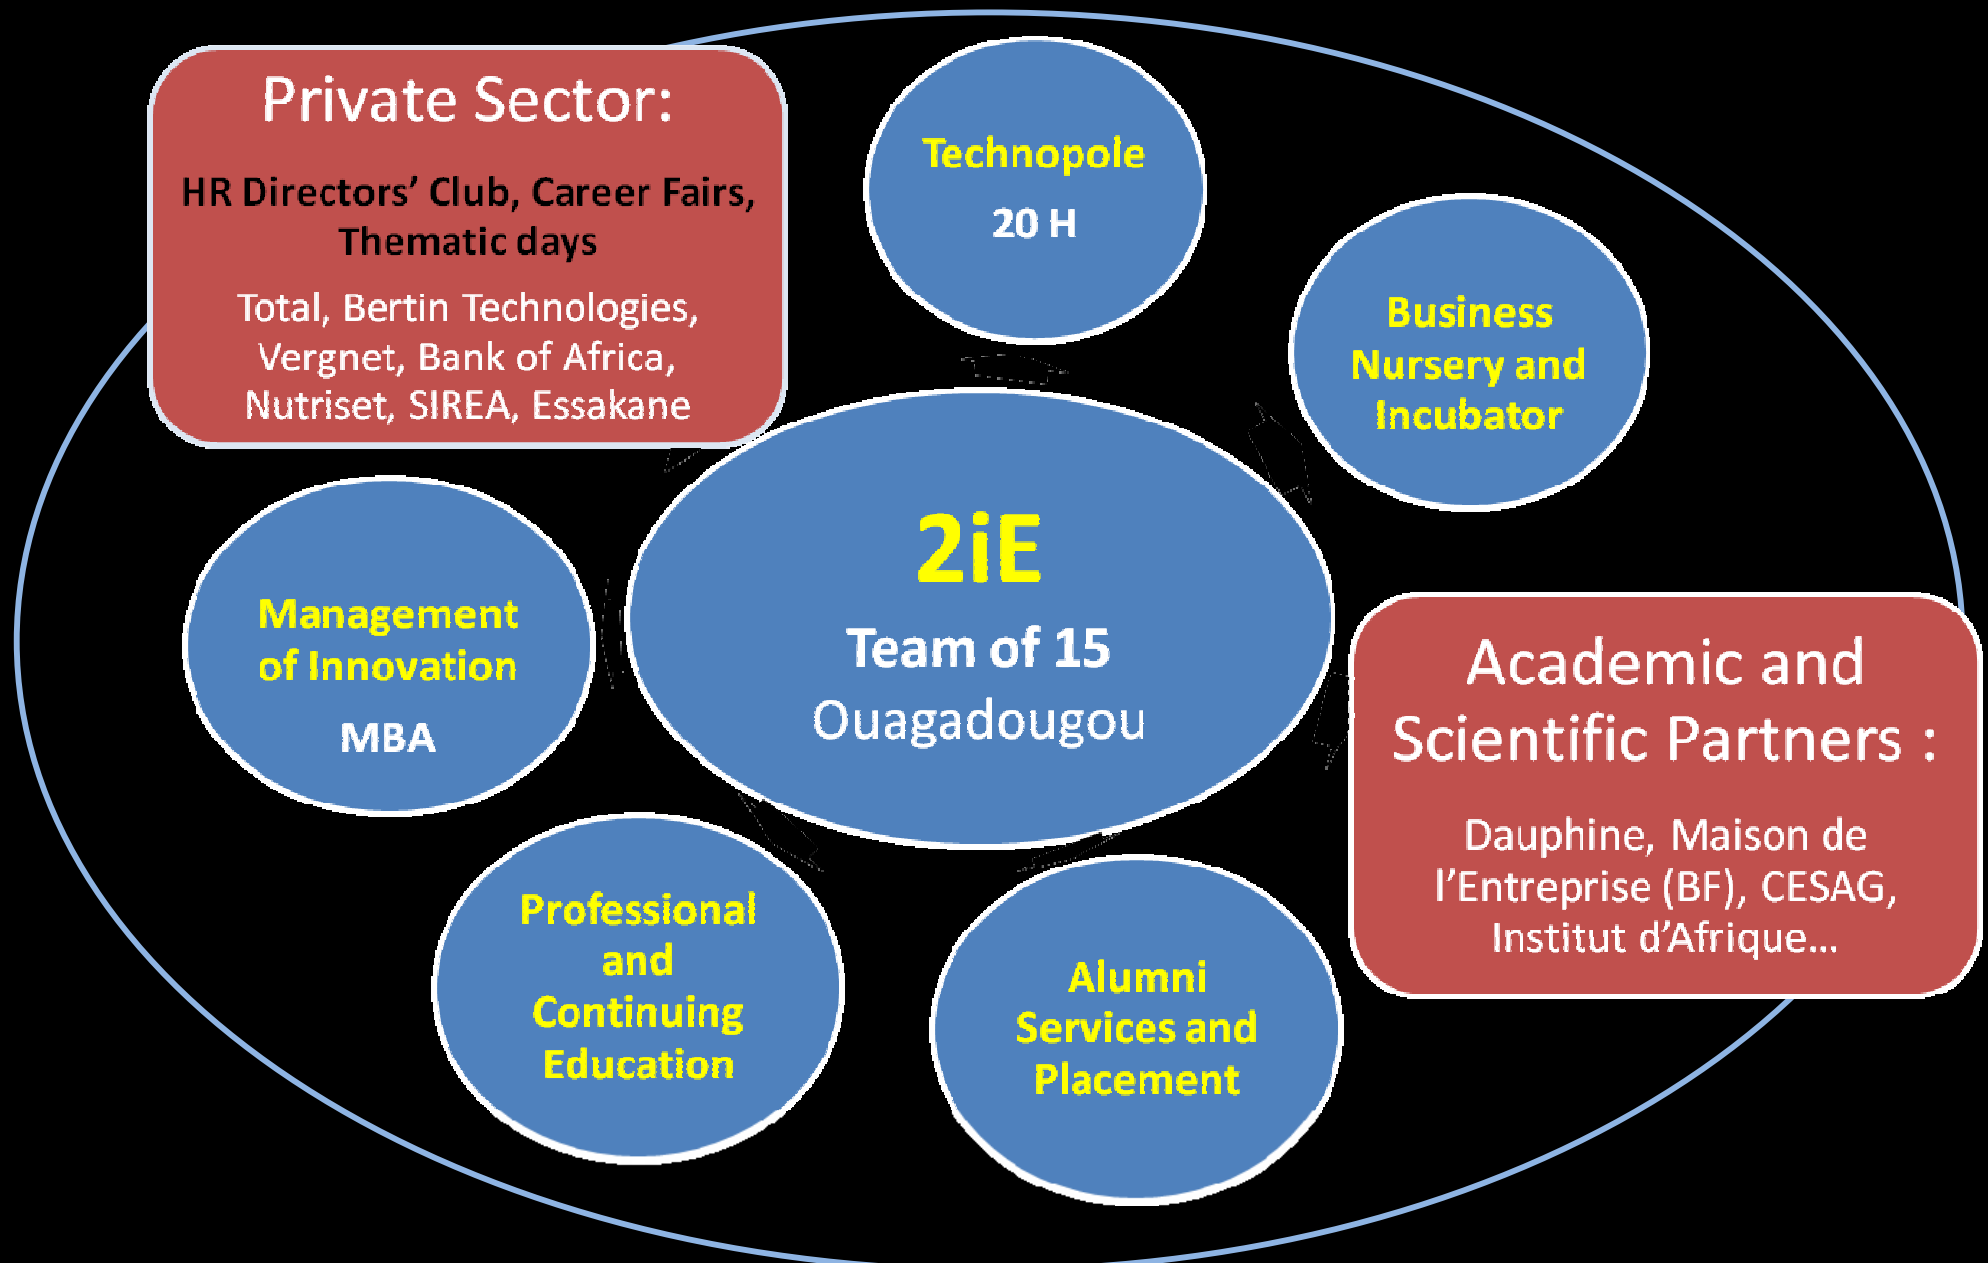 Private Sector:
HR Directors’ Club, Career Fairs,
Thematic days
Total, Bertin Technologies,
Vergnet, Bank of Africa,
Nutriset, SIREA, Essakane
Technopole
20 H
Business
Nursery and
Incubator
2iE
Team of 15
Ouagadougou
Management
of Innovation
MBA
Academic and
Scientific Partners :
Dauphine, Maison de
l’Entreprise (BF), CESAG,
Institut d’Afrique...
Professional
and
Continuing
Education
Alumni
Services and
Placement